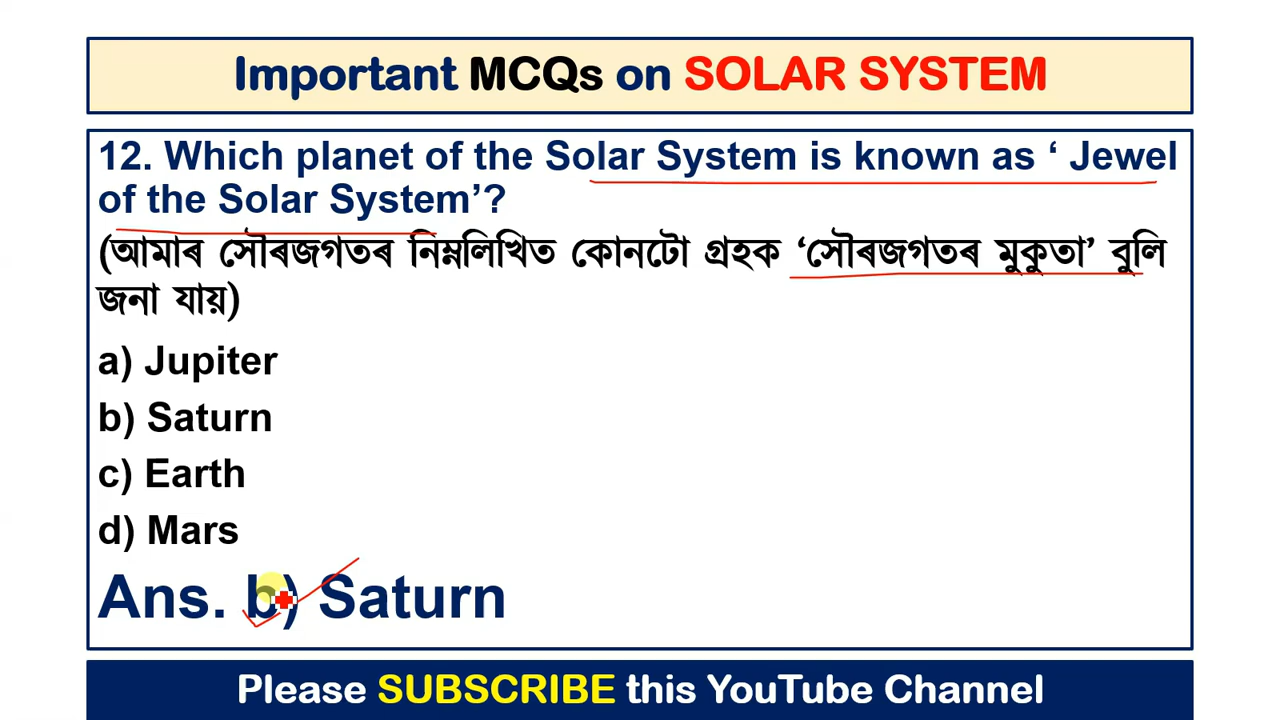 Important MCQs on SOLAR SYSTEM
12. Which planet of the Solar System is known as ‘ Jewel
of the Solar System’?
(আমাৰ সৌৰজগতৰ নিম্নলিখিত কোনটো গ্ৰহক ‘সৌৰজগতৰ মুকুতা’ বুলি
জনা যায়)
a) Jupiter
b) Saturn
c) Earth
d) Mars
Ans. b) Saturn
Please SUBSCRIBE this YouTube Channel